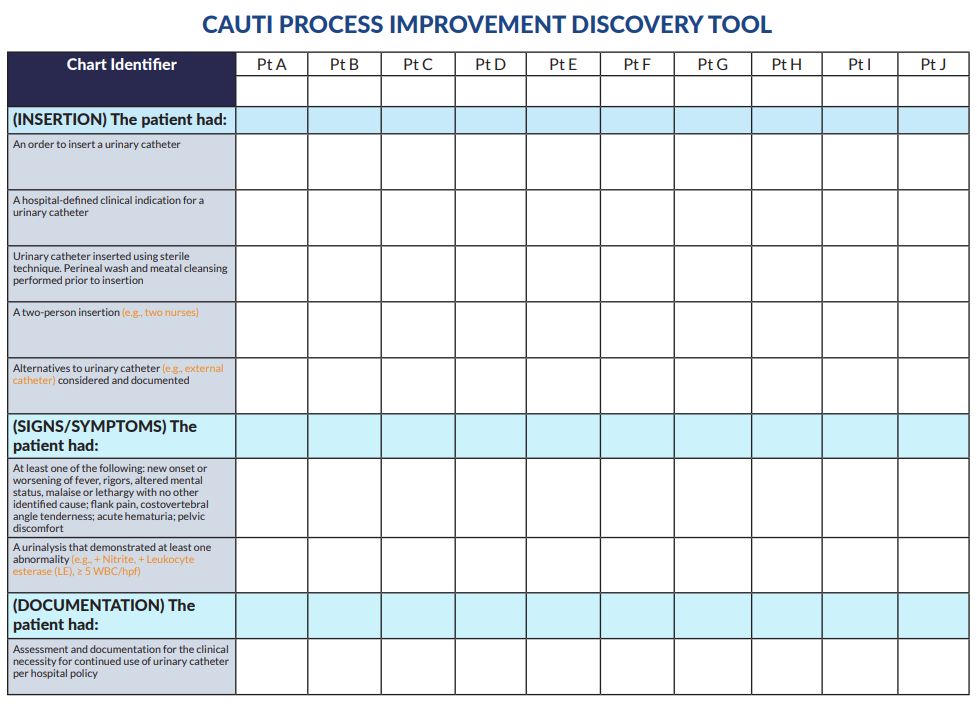 CAUTI PROCESS IMPROVEMENT DISCOVERY TOOL
Chart Identifier Pt A Pt B Pt C Pt D Pt E Pt F Pt G Pt H Pt I Pt J
(INSERTION) The patient had:
An order to insert a urinary catheter
A hospital-defined clinical indication for a
urinary catheter
Urinary catheter inserted using sterile
technique. Perineal wash and meatal cleansing
performed prior to insertion
A two-person insertion (e.g., two nurses)
Alternatives to urinary catheter (e.g., external
catheter) considered and documented
(SIGNS/SYMPTOMS) The
patient had:
At least one of the following: new onset or
worsening of fever, rigors, altered mental
status, malaise or lethargy with no other
identified cause; flank pain, costovertebral
angle tenderness; acute hematuria; pelvic
discomfort
A urinalysis that demonstrated at least one
abnormality (e.g., + Nitrite, + Leukocyte
esterase (LE), ≥ 5 WBC/hpf)
(DOCUMENTATION) The
patient had:
Assessment and documentation for the clinical
necessity for continued use of urinary catheter
per hospital policy